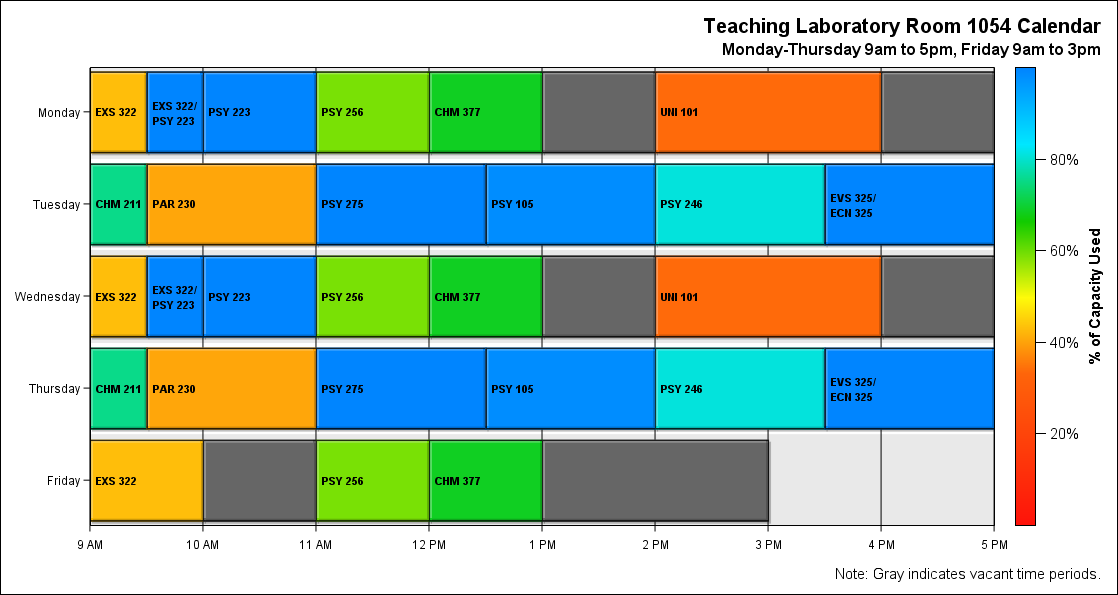 Teaching Laboratory Room 1054 Calendar
Monday-Thursday 9am to 5pm, Friday 9am to 3pm
Monday
EXS 322
EXS 322/
PSY 223
PSY 223
PSY 256
CHM 377
UNI 101
Tuesday
CHM 211
PAR 230
PSY 275
PSY 105
PSY 246
EVS 325/
ECN 325
Wednesday
EXS 322
EXS 322/
PSY 223
PSY 223
PSY 256
CHM 377
UNI 101
Thursday
CHM 211
PAR 230
PSY 275
PSY 105
PSY 246
EVS 325/
ECN 325
Friday
EXS 322
PSY 256
CHM 377
9 AM
10 AM
11 AM
12 PM
1 PM
2 PM
3 PM
4 PM
5 PM
80%
60%
40%
20%
% of Capacity Used
Note: Gray indicates vacant time periods.